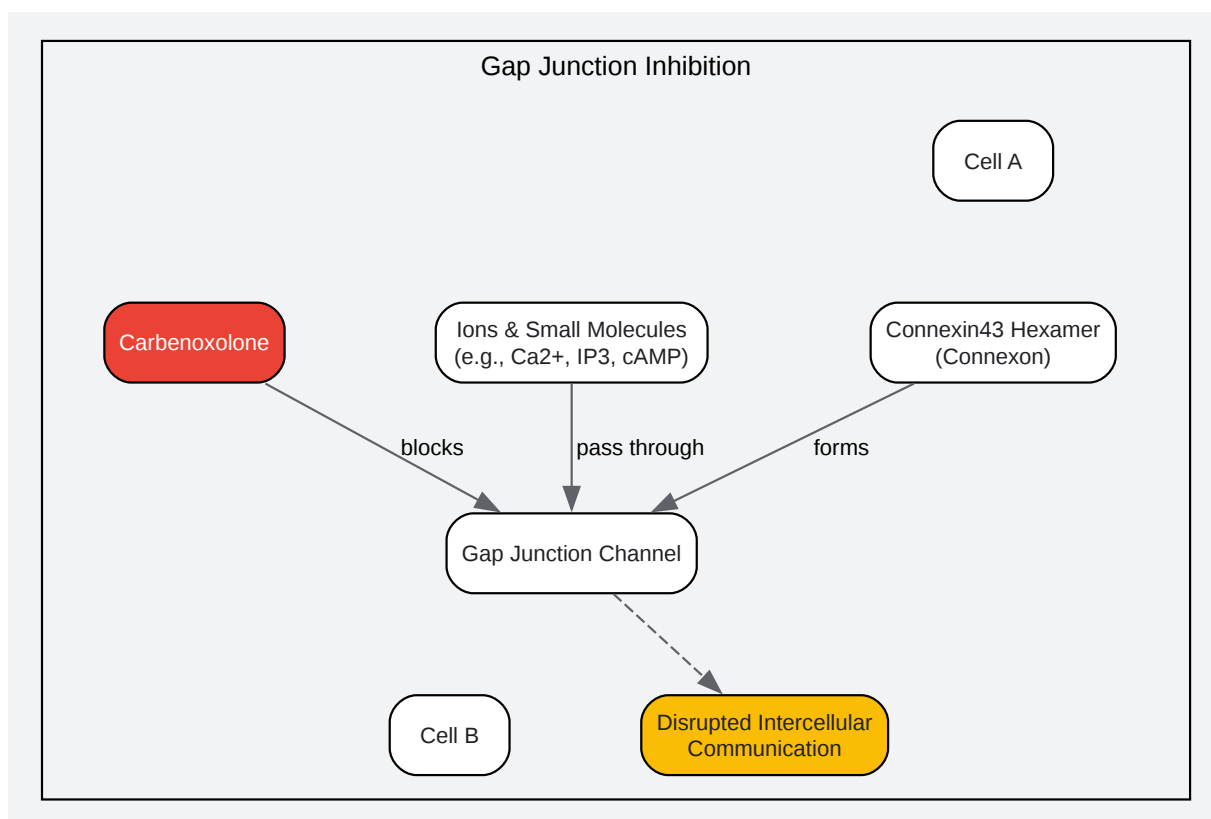 Gap Junction Inhibition
Cell A
Carbenoxolone
Ions & Small Molecules
(e.g., Ca2+, IP3, cAMP)
Connexin43 Hexamer
(Connexon)
blocks
pass through
forms
Gap Junction Channel
Cell B
Disrupted Intercellular
Communication